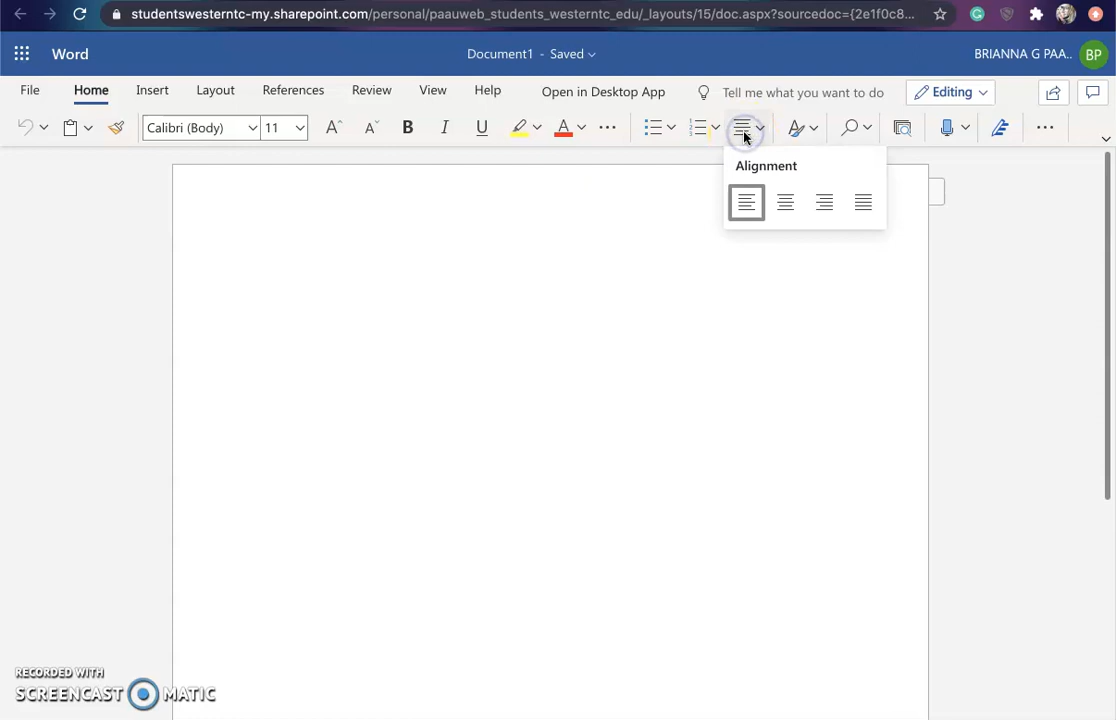 studentswesterntc-my.sharepoint.com/personal/paauweb_students_westerntc_edu/_layouts/15/doc.aspx?sourcedoc={2e1f0c8...
Word
Document1 - Saved
BRIANNA G PAA.. BP
File Home Insert Layout References Review View Help Open in Desktop App Tell me what you want to do Editing
Calibri (Body) 11 A A B I U A
Alignment
RECORDED WITH
SCREENCAST MATIC